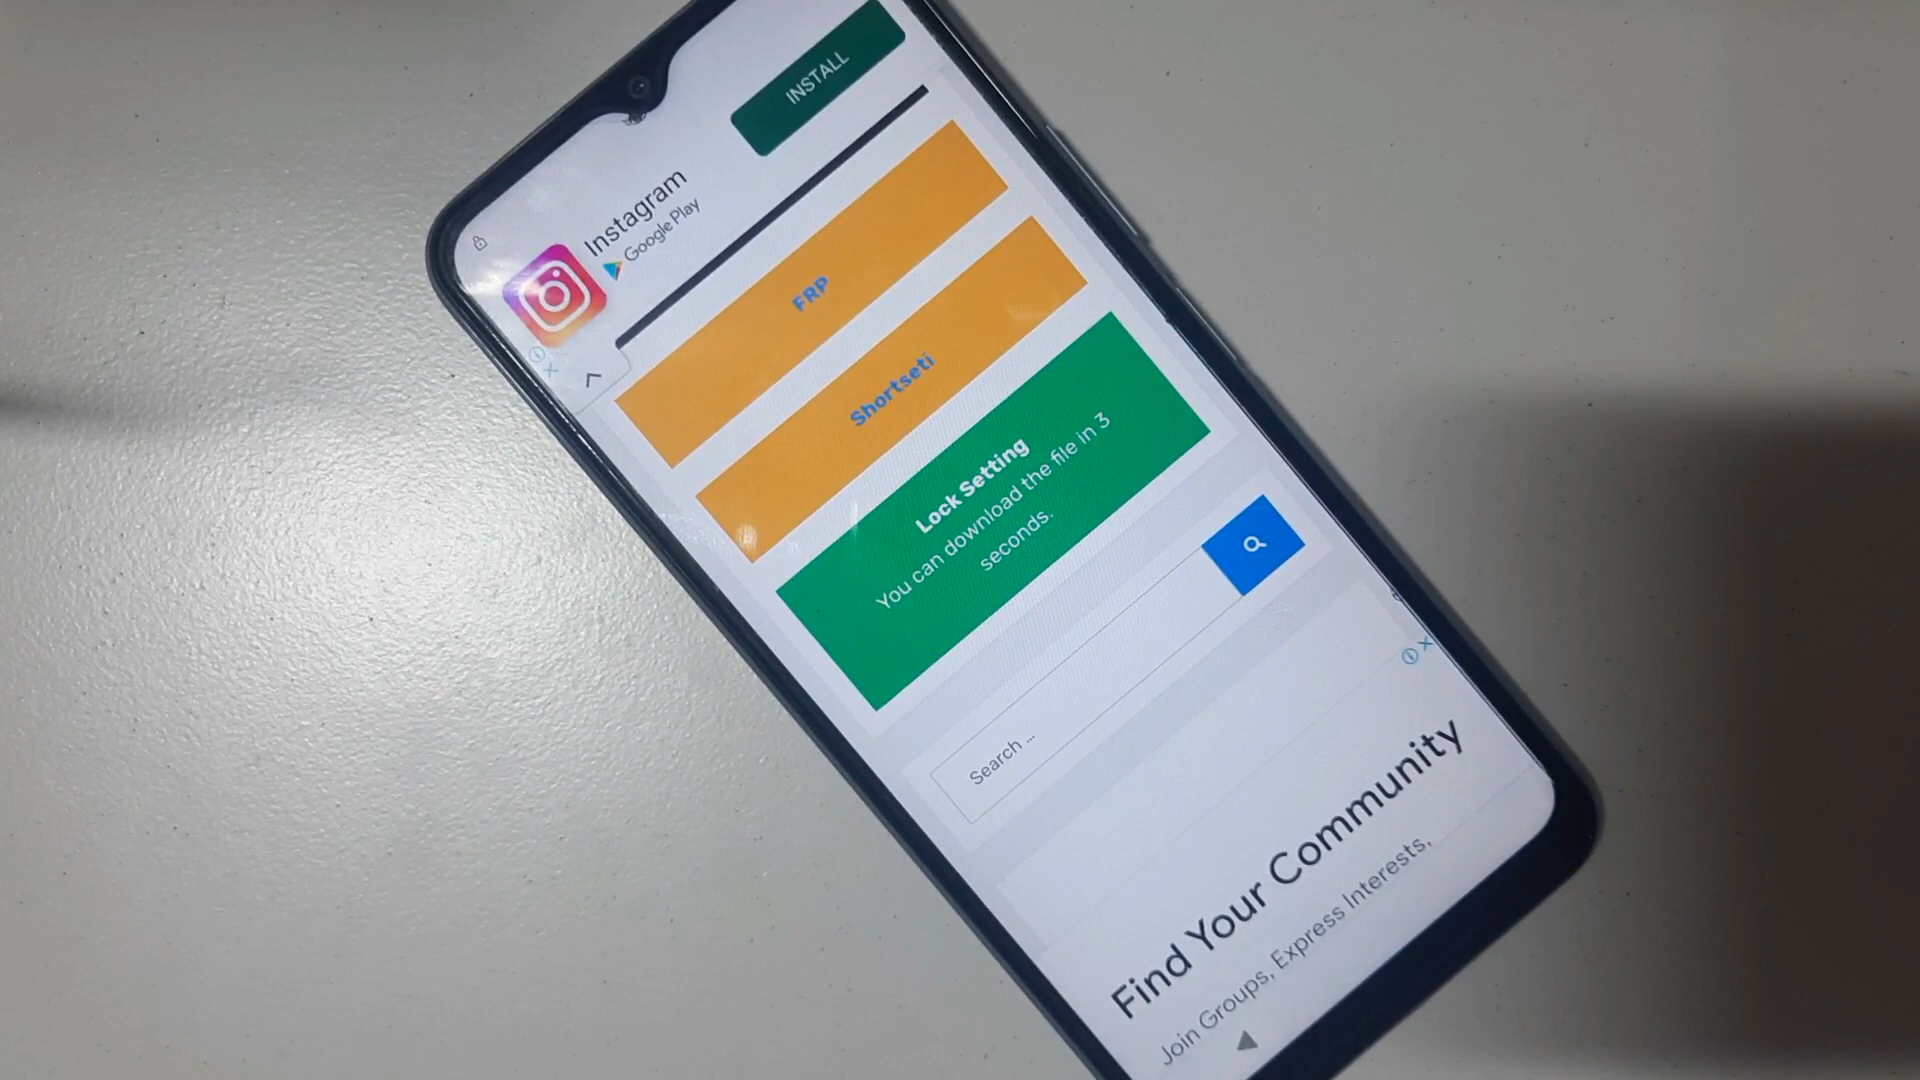 INSTALL
Instagram
Google Play
FRP
Shortseti
Lock Setting
You can download the file in 3
seconds.
Search ...
Find Your Community
Join Groups, Express Interests,